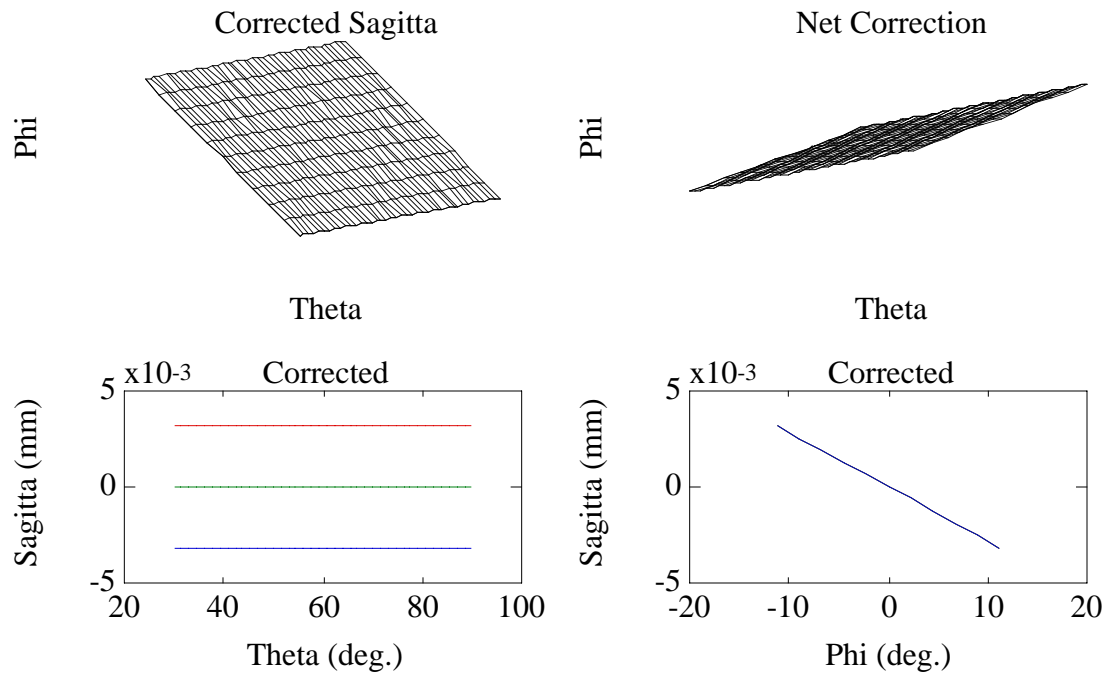 Corrected Sagitta
Net Correction
Phi
Phi
Theta
Theta
x10-3
Corrected
x10-3
Corrected
Sagitta (mm)
5
0
-5
20 40 60 80 100
Theta (deg.)
Sagitta (mm)
5
0
-5
-20 -10 0 10 20
Phi (deg.)